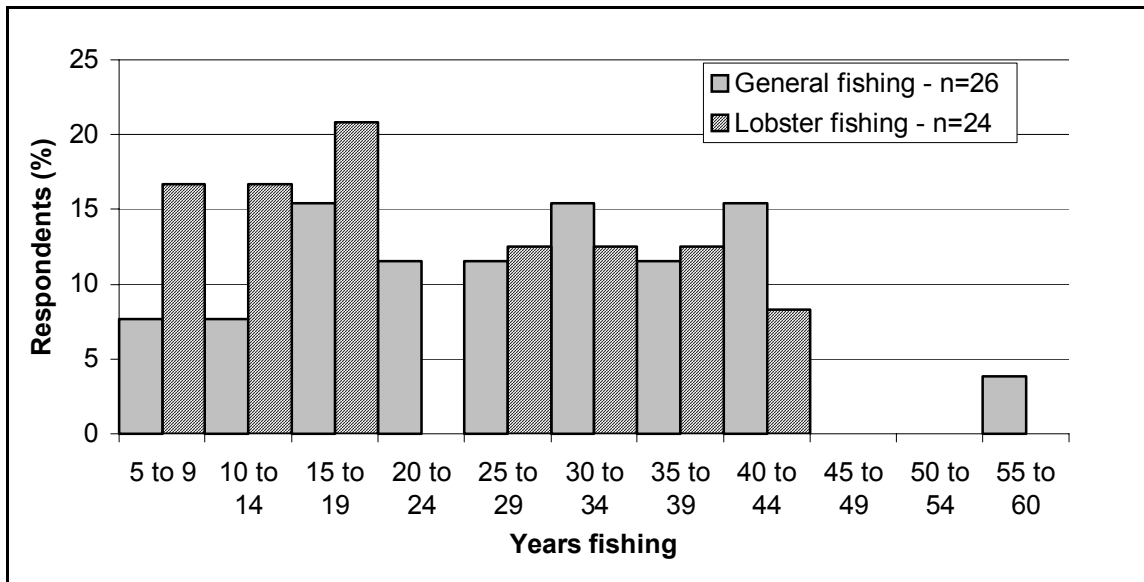 25
20
15
10
5
0
Respondents (%)
General fishing - n=26
Lobster fishing - n=24
5 to 9 10 to 15 to 20 to 25 to 30 to 35 to 40 to 45 to 50 to 55 to
14 19 24 29 34 39 44 49 54 60
Years fishing